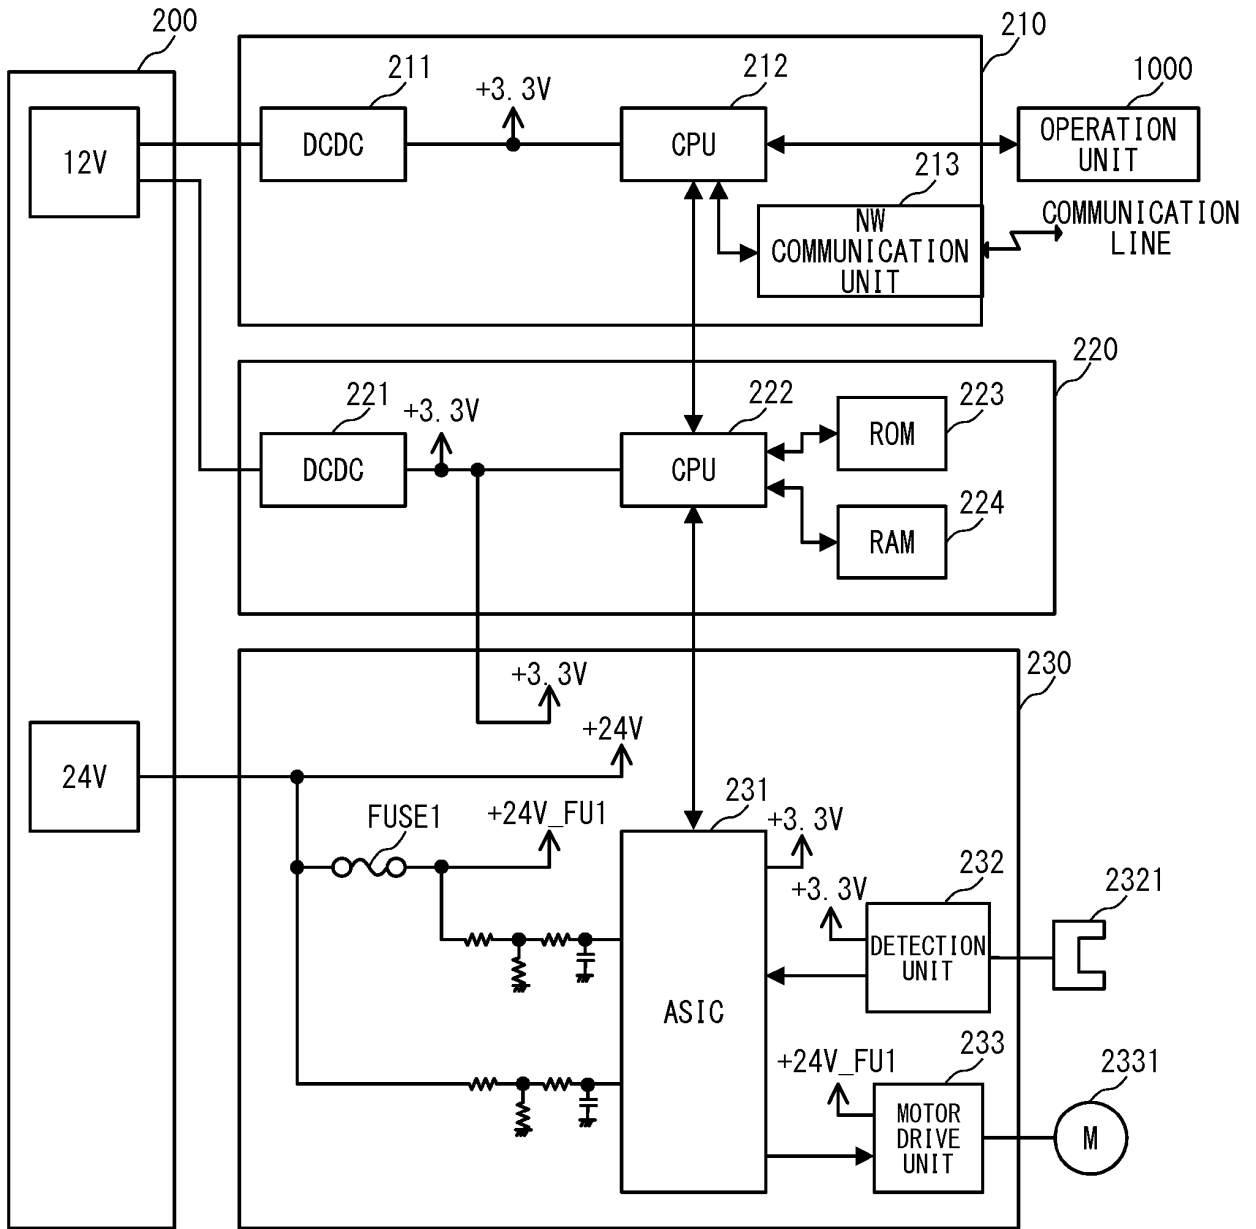 200
210
211
+3.3V
212
1000
12V
DCDC
CPU
OPERATION
UNIT
213
NW
COMMUNICATION
UNIT
COMMUNICATION
LINE
220
221
+3.3V
222
223
DCDC
CPU
ROM
224
RAM
230
+3.3V
+24V
24V
FUSE1
+24V_FU1
231
+3.3V
232
+3.3V
2321
DETECTION
UNIT
ASIC
+24V_FU1
233
2331
MOTOR
DRIVE
UNIT
M